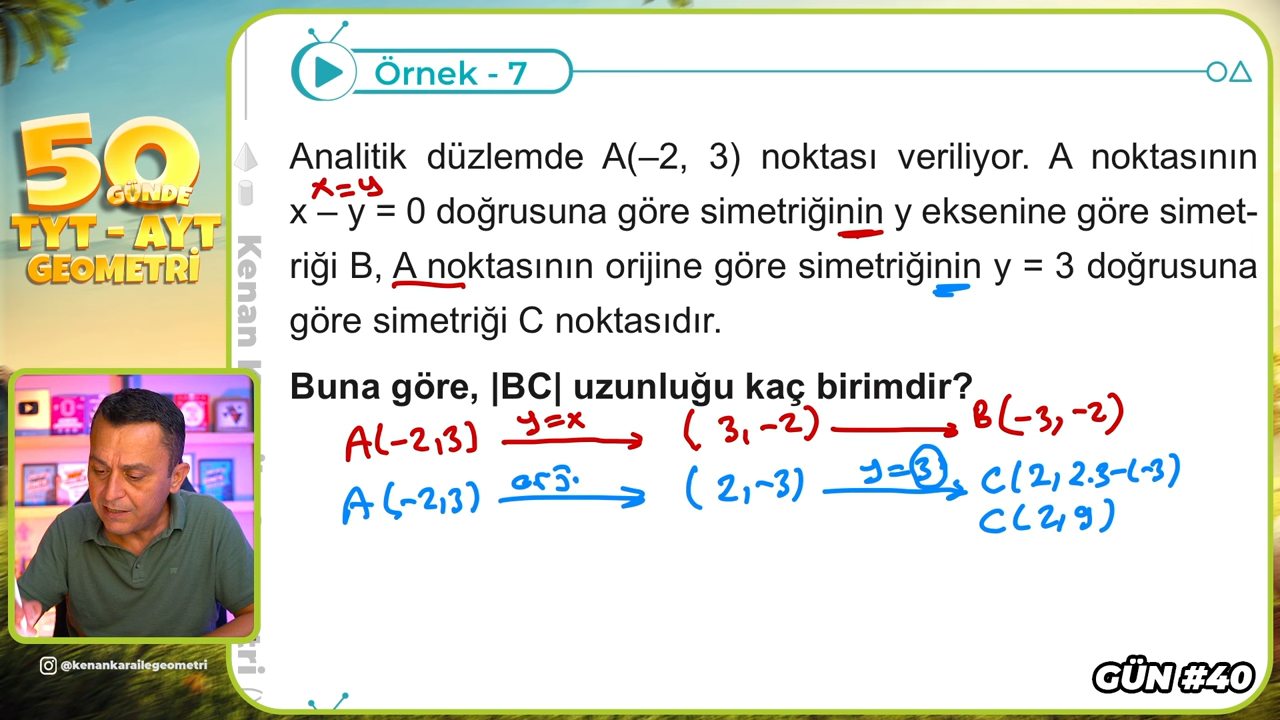 Örnek - 7
50
GÜNDE
TYT - AYT
GEOMETRİ
Analitik düzlemde A(–2, 3) noktası veriliyor. A noktasının
x = y
x – y = 0 doğrusuna göre simetriğinin y eksenine göre simet-
riği B, A noktasının orijine göre simetriğinin y = 3 doğrusuna
göre simetriği C noktasıdır.
Buna göre, |BC| uzunluğu kaç birimdir?
A(-2,3) y=x (3,-2) B(-3,-2)
A(-2,3) orj. (2,-3) y=3 C(2, 2.3-(-3)
C(2,9)
Kenan
@kenankarailegeometri
GÜN #40